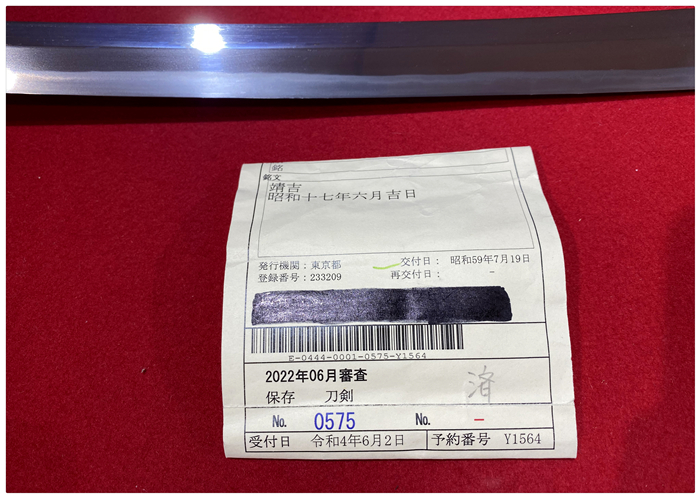 銘
銘文
靖吉
昭和十七年六月吉日
発行機関：東京都 交付日： 昭和59年7月19日
登録番号：233209 再交付日： -
E-0444-0001-0575-Y1564
2022年06月審査
保存 刀剣 済
No. 0575 No. -
受付日 令和4年6月2日 予約番号 Y1564